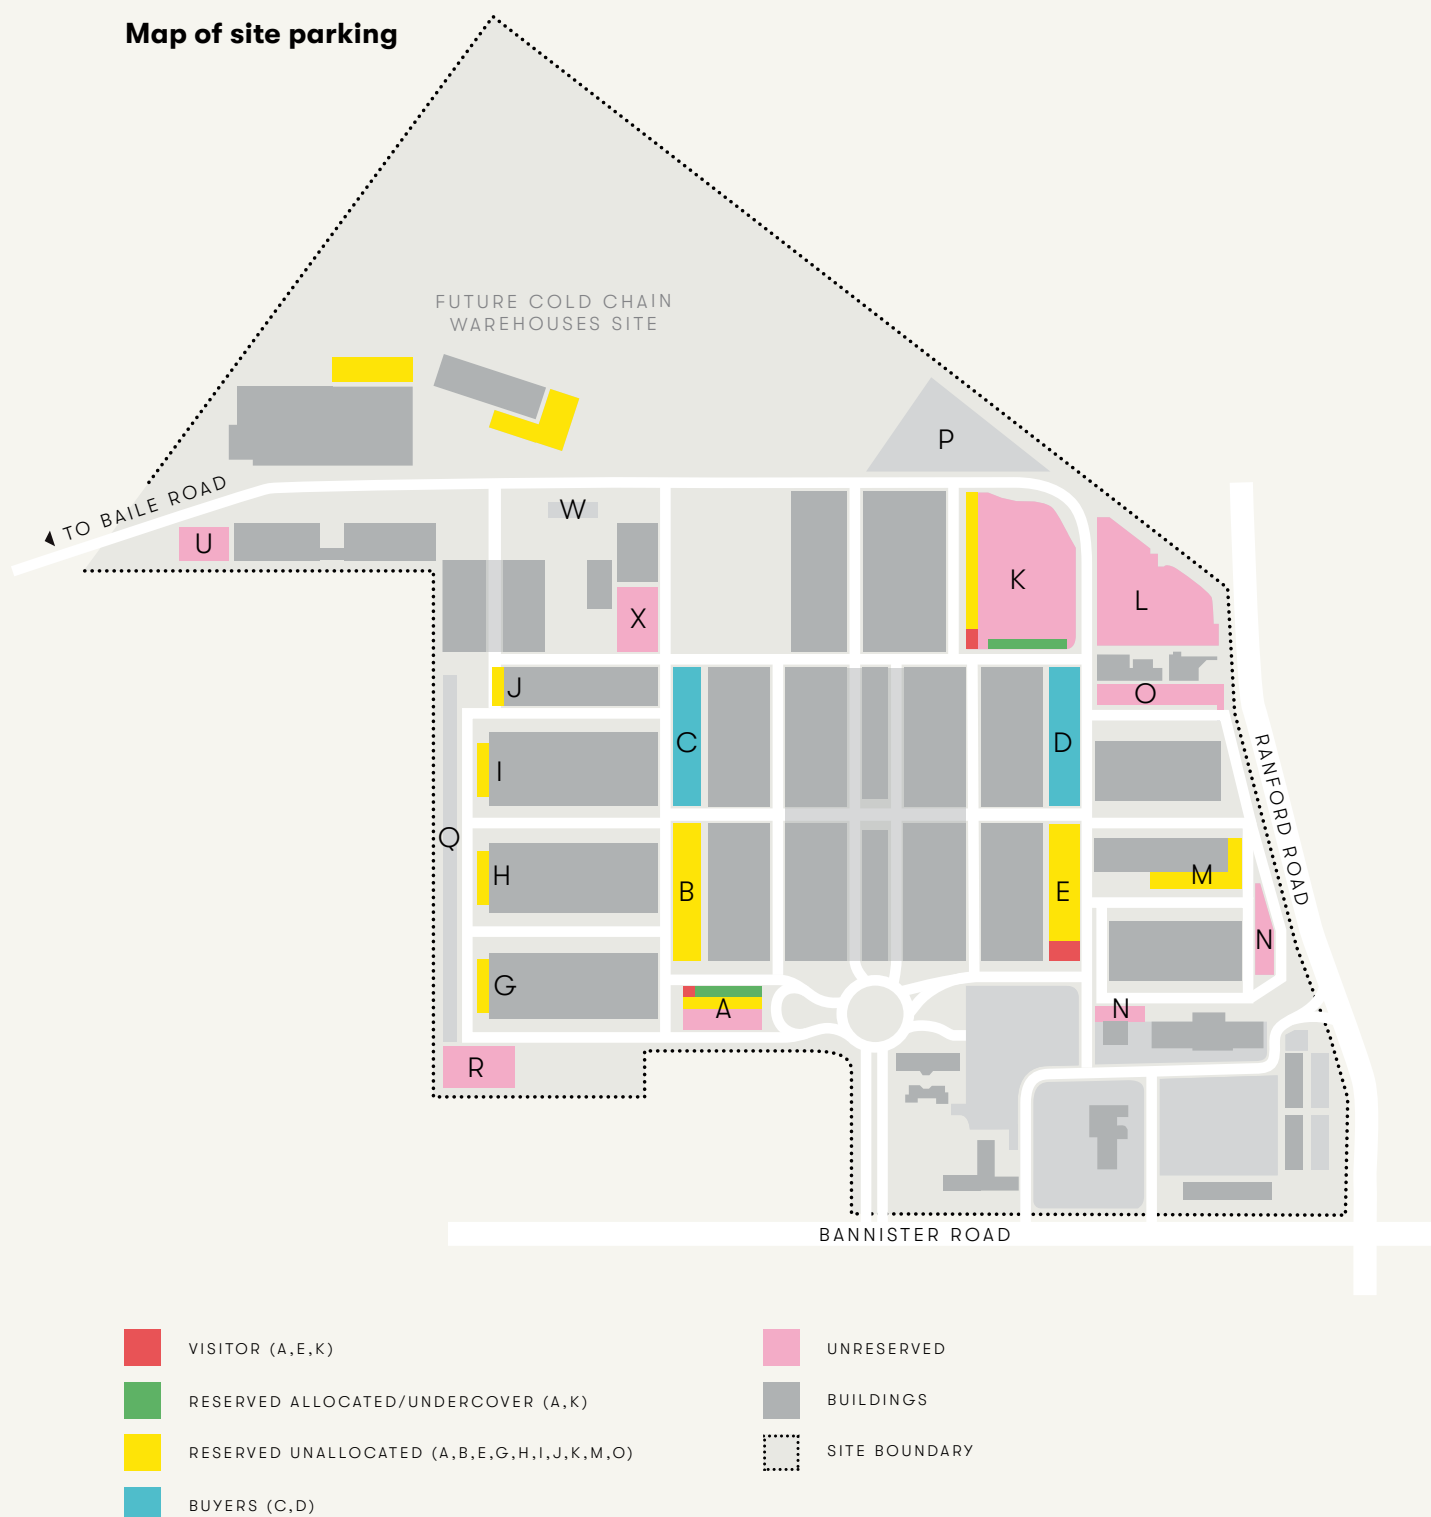 Map of site parking
FUTURE COLD CHAIN
WAREHOUSES SITE
P
TO BAILE ROAD
W
U
K
L
X
J
O
C
D
I
RANFORD ROAD
Q
H
B
E
M
N
G
A
N
R
BANNISTER ROAD
VISITOR (A,E,K)
RESERVED ALLOCATED/UNDERCOVER (A,K)
RESERVED UNALLOCATED (A,B,E,G,H,I,J,K,M,O)
BUYERS (C,D)
UNRESERVED
BUILDINGS
SITE BOUNDARY